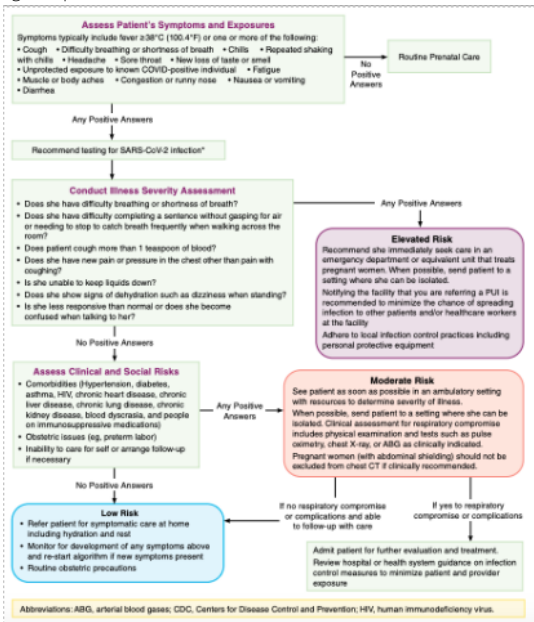 Assess Patient's Symptoms and Exposures
Symptoms typically include fever ≥38°C (100.4°F) or one or more of the following:
• Cough • Difficulty breathing or shortness of breath • Chills • Repeated shaking
with chills • Headache • Sore throat • New loss of taste or smell
• Unprotected exposure to known COVID-positive individual • Fatigue
• Muscle or body aches • Congestion or runny nose • Nausea or vomiting
• Diarrhea
No
Positive
Answers
Routine Prenatal Care
Any Positive Answers
Recommend testing for SARS-CoV-2 infection*
Conduct Illness Severity Assessment
• Does she have difficulty breathing or shortness of breath?
• Does she have difficulty completing a sentence without gasping for air
or needing to stop to catch breath frequently when walking across the
room?
• Does patient cough more than 1 teaspoon of blood?
• Does she have new pain or pressure in the chest other than pain with
coughing?
• Is she unable to keep liquids down?
• Does she show signs of dehydration such as dizziness when standing?
• Is she less responsive than normal or does she become
confused when talking to her?
Any Positive Answers
Elevated Risk
Recommend she immediately seek care in an
emergency department or equivalent unit that treats
pregnant women. When possible, send patient to a
setting where she can be isolated.
Notifying the facility that you are referring a PUI is
recommended to minimize the chance of spreading
infection to other patients and/or healthcare workers
at the facility
Adhere to local infection control practices including
personal protective equipment
No Positive Answers
Assess Clinical and Social Risks
• Comorbidities (Hypertension, diabetes,
asthma, HIV, chronic heart disease, chronic
liver disease, chronic lung disease, chronic
kidney disease, blood dyscrasia, and people
on immunosuppressive medications)
• Obstetric issues (eg, preterm labor)
• Inability to care for self or arrange follow-up
if necessary
Any Positive
Answers
Moderate Risk
See patient as soon as possible in an ambulatory setting
with resources to determine severity of illness.
When possible, send patient to a setting where she can be
isolated. Clinical assessment for respiratory compromise
includes physical examination and tests such as pulse
oximetry, chest X-ray, or ABG as clinically indicated.
Pregnant women (with abdominal shielding) should not be
excluded from chest CT if clinically recommended.
No Positive Answers
If no respiratory compromise
or complications and able
to follow-up with care
If yes to respiratory
compromise or complications
Low Risk
• Refer patient for symptomatic care at home
including hydration and rest
• Monitor for development of any symptoms above
and re-start algorithm if new symptoms present
• Routine obstetric precautions
Admit patient for further evaluation and treatment.
Review hospital or health system guidance on infection
control measures to minimize patient and provider
exposure
Abbreviations: ABG, arterial blood gases; CDC, Centers for Disease Control and Prevention; HIV, human immunodeficiency virus.